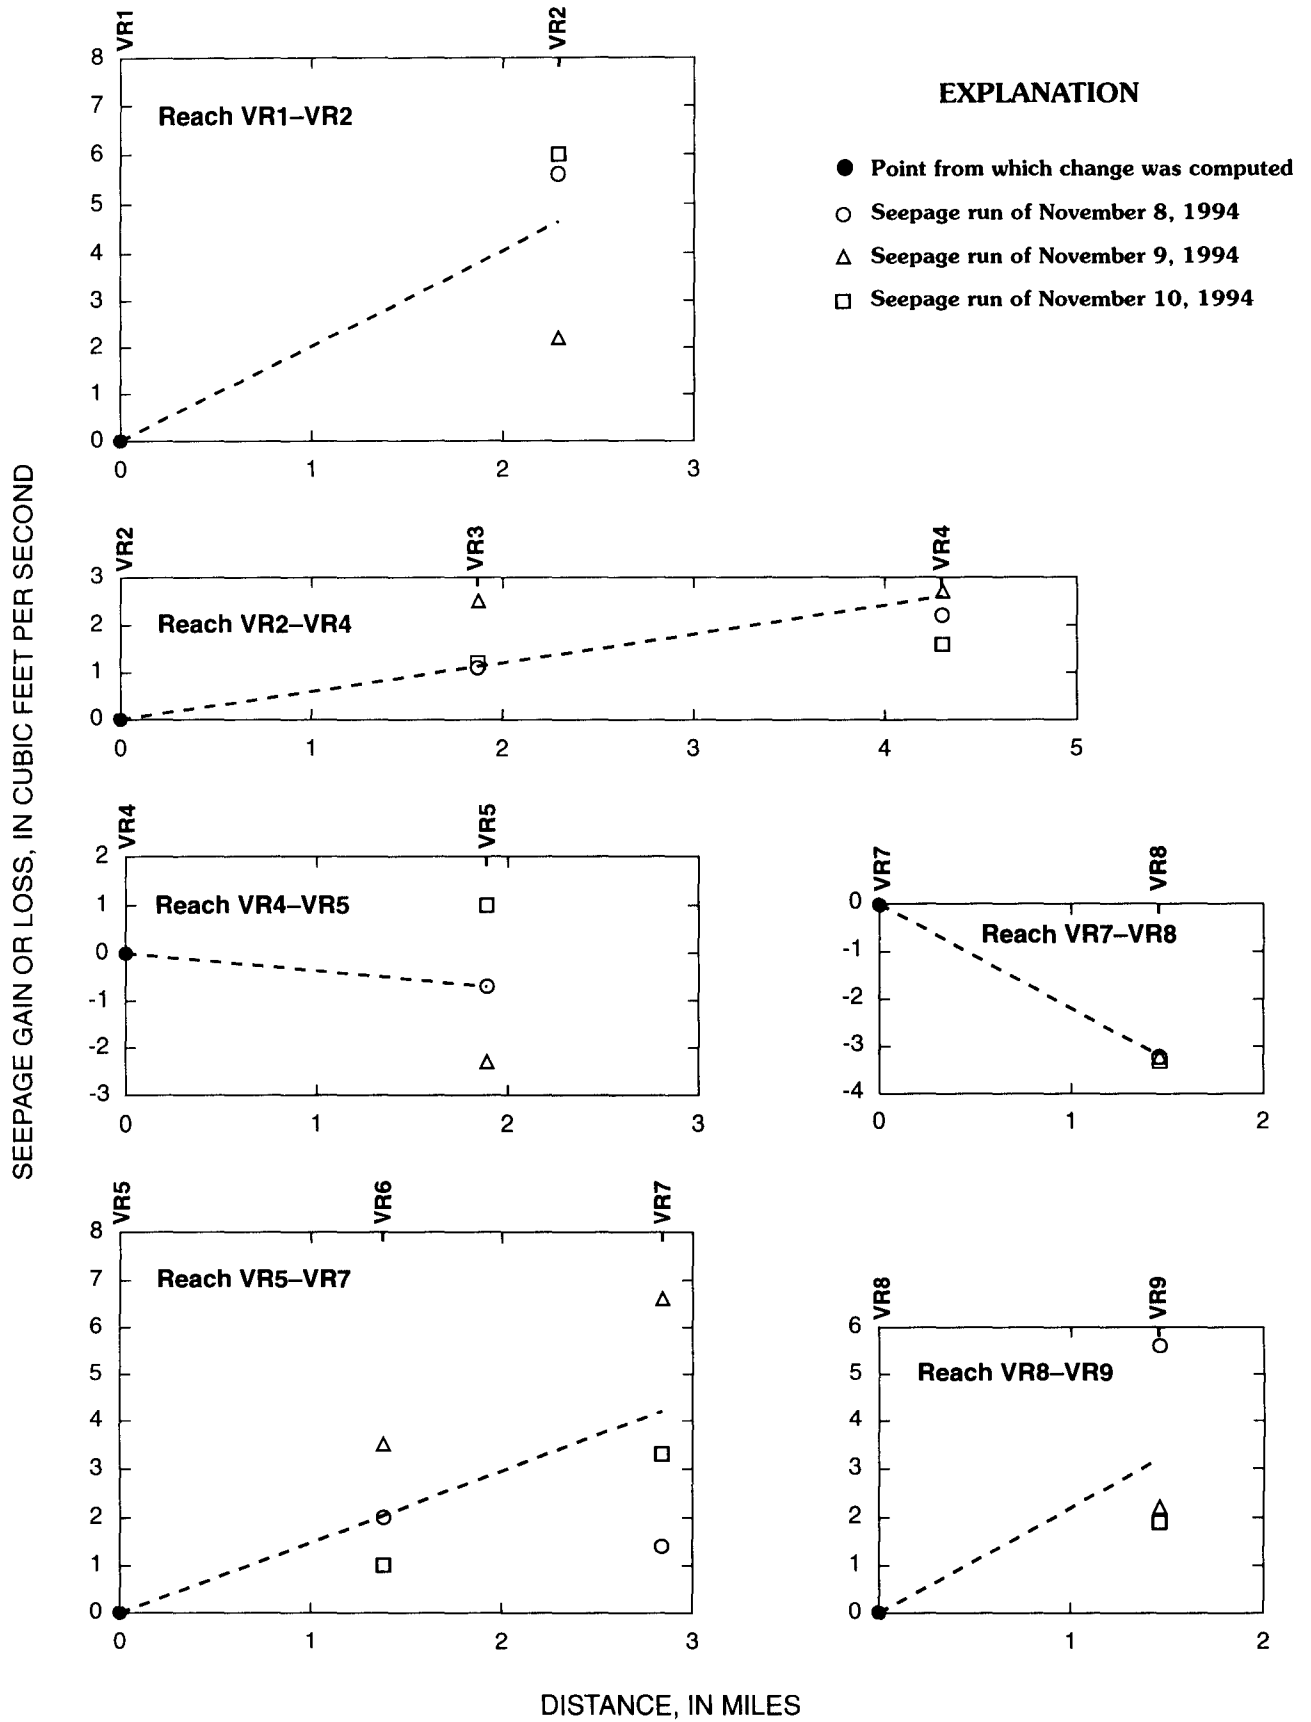 VR1
VR2
8
7
6
5
4
3
2
1
0
Reach VR1–VR2
0 1 2 3
EXPLANATION
Point from which change was computed
Seepage run of November 8, 1994
Seepage run of November 9, 1994
Seepage run of November 10, 1994
SEEPAGE GAIN OR LOSS, IN CUBIC FEET PER SECOND
VR2
VR3
VR4
3
2
1
0
Reach VR2–VR4
0 1 2 3 4 5
VR4
VR5
2
1
0
-1
-2
-3
Reach VR4–VR5
0 1 2 3
VR7
VR8
0
-1
-2
-3
-4
Reach VR7–VR8
0 1 2
VR5
VR6
VR7
8
7
6
5
4
3
2
1
0
Reach VR5–VR7
0 1 2 3
VR8
VR9
6
5
4
3
2
1
0
Reach VR8–VR9
0 1 2
DISTANCE, IN MILES